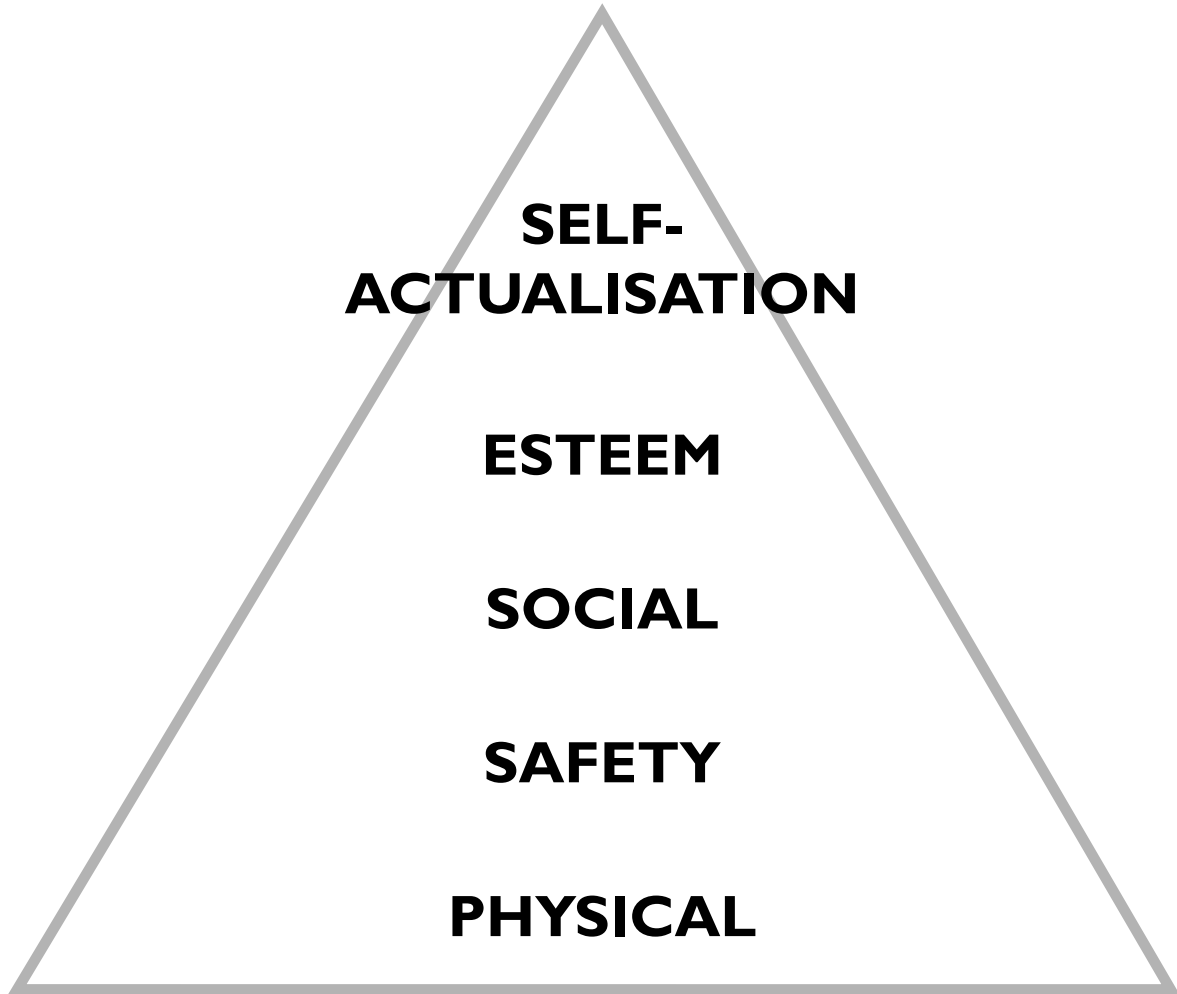 SELF-
ACTUALISATION
ESTEEM
SOCIAL
SAFETY
PHYSICAL